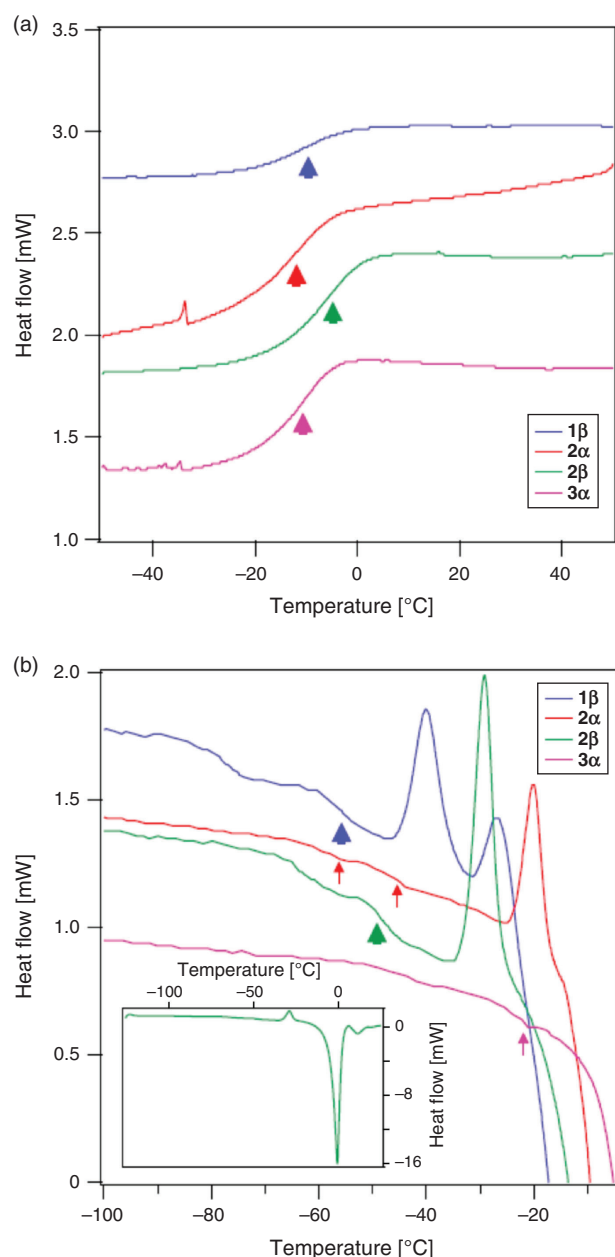 (a)
3.5
3.0
2.5
2.0
1.5
1.0
Heat flow [mW]
1β
2α
2β
3α
−40 −20 0 20 40
Temperature [°C]
(b)
2.0
1.5
1.0
0.5
0
Heat flow [mW]
1β
2α
2β
3α
Temperature [°C]
−100 −50 0
0
−8
−16
Heat flow [mW]
−100 −80 −60 −40 −20
Temperature [°C]